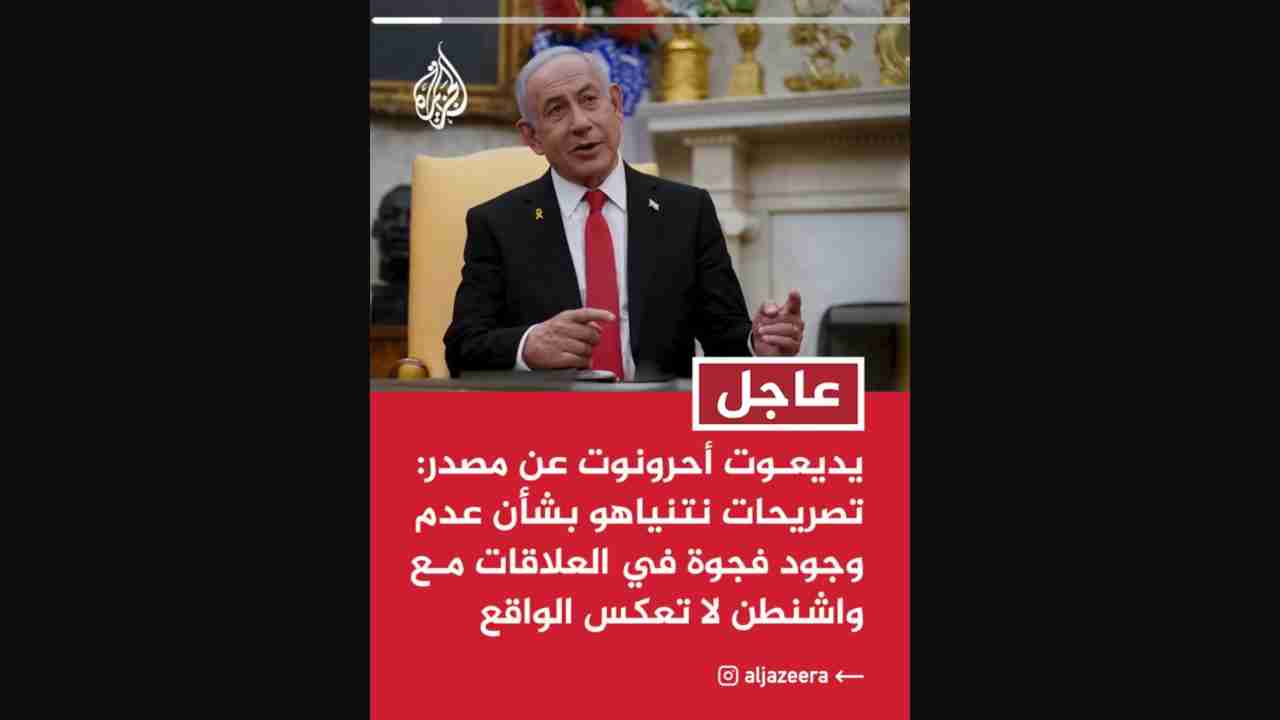 الجزيرة
عاجل
يديعوت أحرونوت عن مصدر:
تصريحات نتنياهو بشأن عدم
وجود فجوة في العلاقات مع
واشنطن لا تعكس الواقع
aljazeera